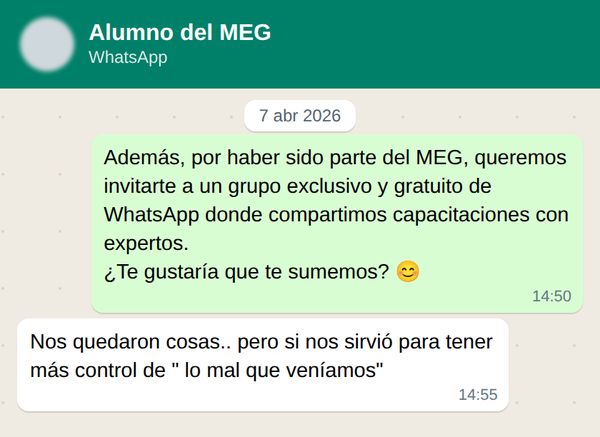 Alumno del MEG
WhatsApp
7 abr 2026
Además, por haber sido parte del MEG, queremos
invitarte a un grupo exclusivo y gratuito de
WhatsApp donde compartimos capacitaciones con
expertos.
¿Te gustaría que te sumemos? 😊
14:50
Nos quedaron cosas.. pero si nos sirvió para tener
más control de " lo mal que veníamos"
14:55